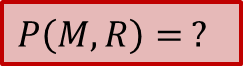 P(M, R) = ?